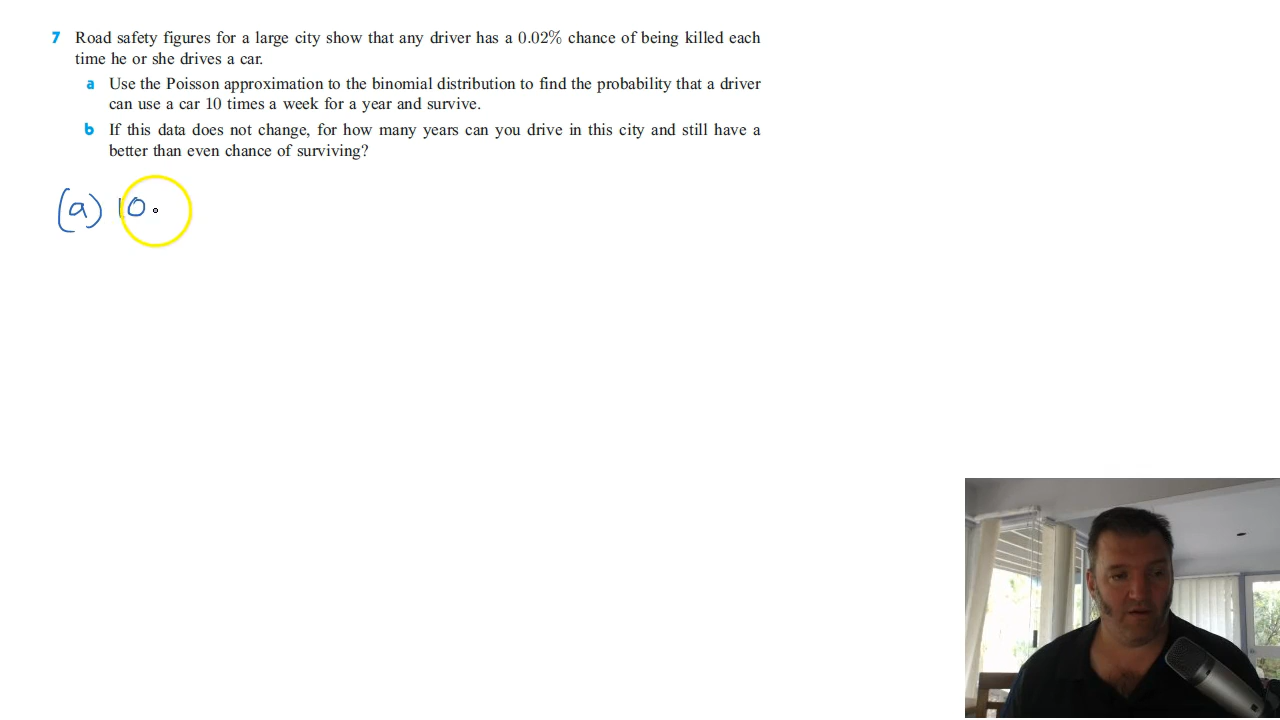 7 Road safety figures for a large city show that any driver has a 0.02% chance of being killed each
time he or she drives a car.
a Use the Poisson approximation to the binomial distribution to find the probability that a driver
can use a car 10 times a week for a year and survive.
b If this data does not change, for how many years can you drive in this city and still have a
better than even chance of surviving?
(a) 10